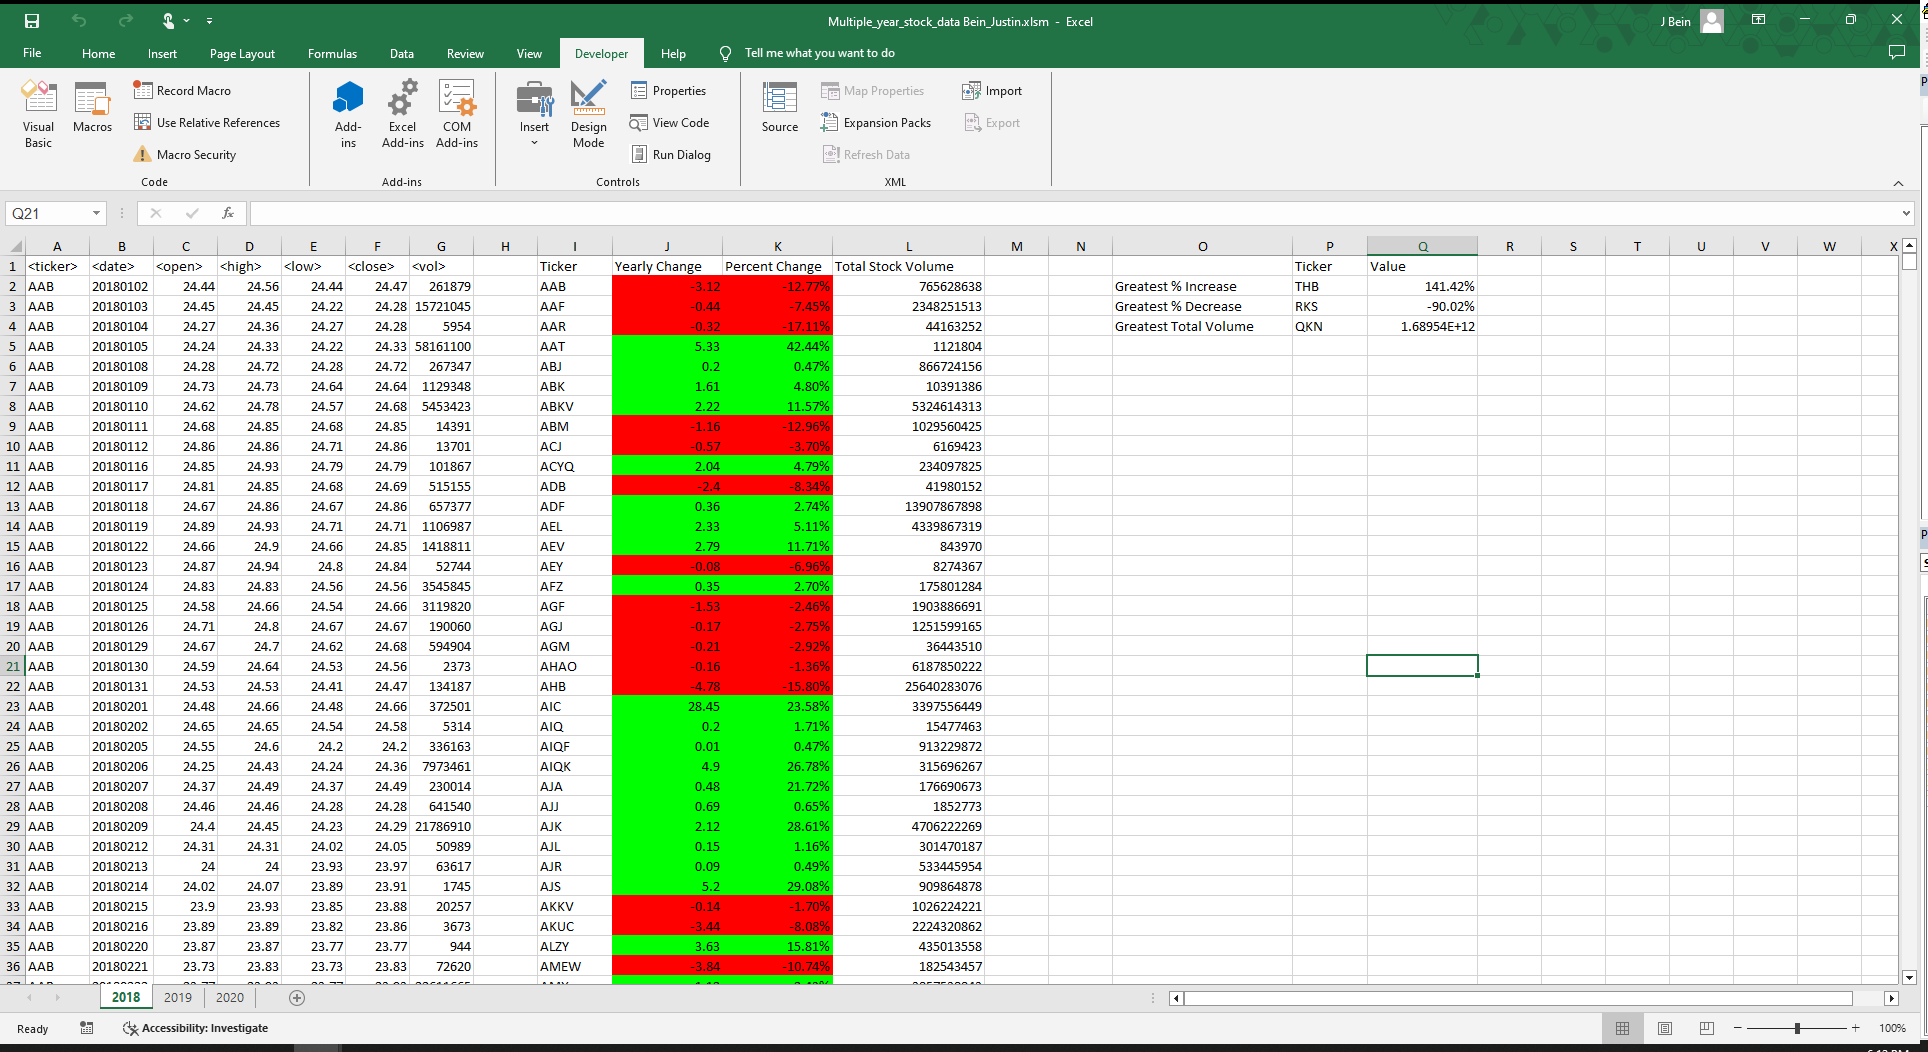 Multiple_year_stock_data Bein_Justin.xlsm - Excel
J Bein
File Home Insert Page Layout Formulas Data Review View Developer Help Tell me what you want to do
Visual Basic
Macros
Record Macro
Use Relative References
Macro Security
Code
Add-ins
Excel Add-ins
COM Add-ins
Add-ins
Insert
Design Mode
Properties
View Code
Run Dialog
Controls
Source
Map Properties
Expansion Packs
Refresh Data
Import
Export
XML
Q21
fx
A B C D E F G H I J K L M N O P Q R S T U V W X
1 <ticker> <date> <open> <high> <low> <close> <vol> Ticker Yearly Change Percent Change Total Stock Volume Ticker Value
2 AAB 20180102 24.44 24.56 24.44 24.47 261879 AAB -3.12 -12.77% 765628638 Greatest % Increase THB 141.42%
3 AAB 20180103 24.45 24.45 24.22 24.28 15721045 AAF -0.44 -7.45% 2348251513 Greatest % Decrease RKS -90.02%
4 AAB 20180104 24.27 24.36 24.27 24.28 5954 AAR -0.32 -17.11% 44163252 Greatest Total Volume QKN 1.68954E+12
5 AAB 20180105 24.24 24.33 24.22 24.33 58161100 AAT 5.33 42.44% 1121804
6 AAB 20180108 24.28 24.72 24.28 24.72 267347 ABJ 0.2 0.47% 866724156
7 AAB 20180109 24.73 24.73 24.64 24.64 1129348 ABK 1.61 4.80% 10391386
8 AAB 20180110 24.62 24.78 24.57 24.68 5453423 ABKV 2.22 11.57% 5324614313
9 AAB 20180111 24.68 24.85 24.68 24.85 14391 ABM -1.16 -12.96% 1029560425
10 AAB 20180112 24.86 24.86 24.71 24.86 13701 ACJ -0.57 -3.70% 6169423
11 AAB 20180116 24.85 24.93 24.79 24.79 101867 ACYQ 2.04 4.79% 234097825
12 AAB 20180117 24.81 24.85 24.68 24.69 515155 ADB -2.4 -8.34% 41980152
13 AAB 20180118 24.67 24.86 24.67 24.86 657377 ADF 0.36 2.74% 13907867898
14 AAB 20180119 24.89 24.93 24.71 24.71 1106987 AEL 2.33 5.11% 4339867319
15 AAB 20180122 24.66 24.9 24.66 24.85 1418811 AEV 2.79 11.71% 843970
16 AAB 20180123 24.87 24.94 24.8 24.84 52744 AEY -0.08 -6.96% 8274367
17 AAB 20180124 24.83 24.83 24.56 24.56 3545845 AFZ 0.35 2.70% 175801284
18 AAB 20180125 24.58 24.66 24.54 24.66 3119820 AGF -1.53 -2.46% 1903886691
19 AAB 20180126 24.71 24.8 24.67 24.67 190060 AGJ -0.17 -2.75% 1251599165
20 AAB 20180129 24.67 24.7 24.62 24.68 594904 AGM -0.21 -2.92% 36443510
21 AAB 20180130 24.59 24.64 24.53 24.56 2373 AHAO -0.16 -1.36% 6187850222
22 AAB 20180131 24.53 24.53 24.41 24.47 134187 AHB -4.78 -15.80% 25640283076
23 AAB 20180201 24.48 24.66 24.48 24.66 372501 AIC 28.45 23.58% 3397556449
24 AAB 20180202 24.65 24.65 24.54 24.58 5314 AIQ 0.2 1.71% 15477463
25 AAB 20180205 24.55 24.6 24.2 24.2 336163 AIQF 0.01 0.47% 913229872
26 AAB 20180206 24.25 24.43 24.24 24.36 7973461 AIQK 4.9 26.78% 315696267
27 AAB 20180207 24.37 24.49 24.37 24.49 230014 AJA 0.48 21.72% 176690673
28 AAB 20180208 24.46 24.46 24.28 24.28 641540 AJJ 0.69 0.65% 1852773
29 AAB 20180209 24.4 24.45 24.23 24.29 21786910 AJK 2.12 28.61% 4706222269
30 AAB 20180212 24.31 24.31 24.02 24.05 50989 AJL 0.15 1.16% 301470187
31 AAB 20180213 24 24 23.93 23.97 63617 AJR 0.09 0.49% 533445954
32 AAB 20180214 24.02 24.07 23.89 23.91 1745 AJS 5.2 29.08% 909864878
33 AAB 20180215 23.9 23.93 23.85 23.88 20257 AKKV -0.14 -1.70% 1026224221
34 AAB 20180216 23.89 23.89 23.82 23.86 3673 AKUC -3.44 -8.08% 2224320862
35 AAB 20180220 23.87 23.87 23.77 23.77 944 ALZY 3.63 15.81% 435013558
36 AAB 20180221 23.73 23.83 23.73 23.83 72620 AMEW -3.84 -10.74% 182543457
2018 2019 2020
Ready Accessibility: Investigate 100%